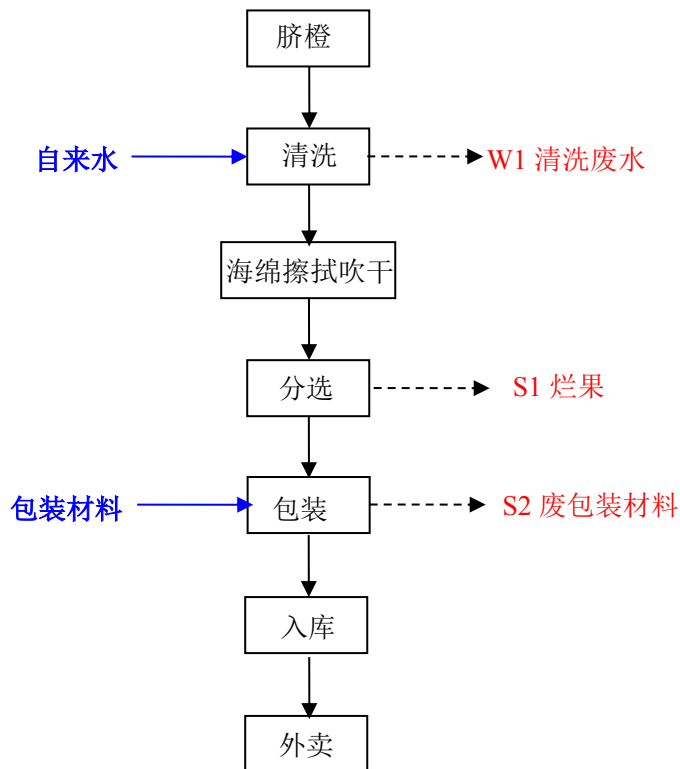 脐橙
自来水
清洗
W1 清洗废水
海绵擦拭吹干
分选
S1 烂果
包装材料
包装
S2 废包装材料
入库
外卖